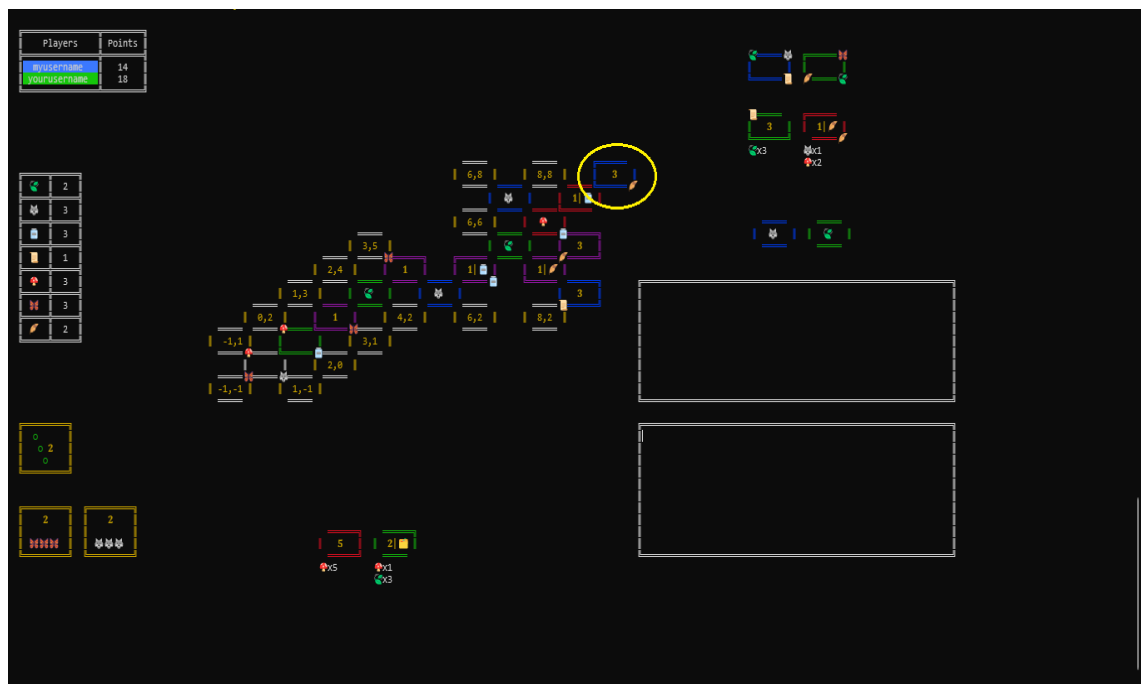 Players Points
myusername 14
yourusername 18
2
3
3
1
3
3
2
3 1|
x3 x1
x2
6,8 8,8 3
1|
6,6
3,5 3
2,4 1 1| 1|
1,3 3
0,2 1 4,2 6,2 8,2
-1,1 3,1
2,0
-1,-1 1,-1
2
2 2
5 2|
x5 x1
x3